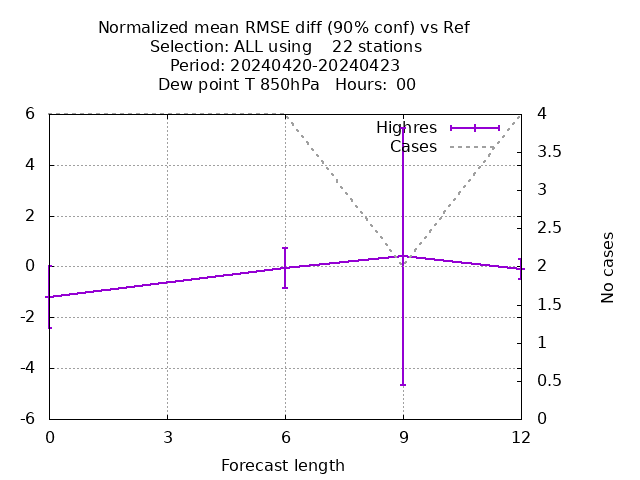 Normalized mean RMSE diff (90% conf) vs Ref
Selection: ALL using    22 stations
Period: 20240420-20240423
Dew point T 850hPa   Hours:  00
Highres
Cases
6
4
2
0
-2
-4
-6
4
3.5
3
2.5
2
1.5
1
0.5
0
No cases
0 3 6 9 12
Forecast length